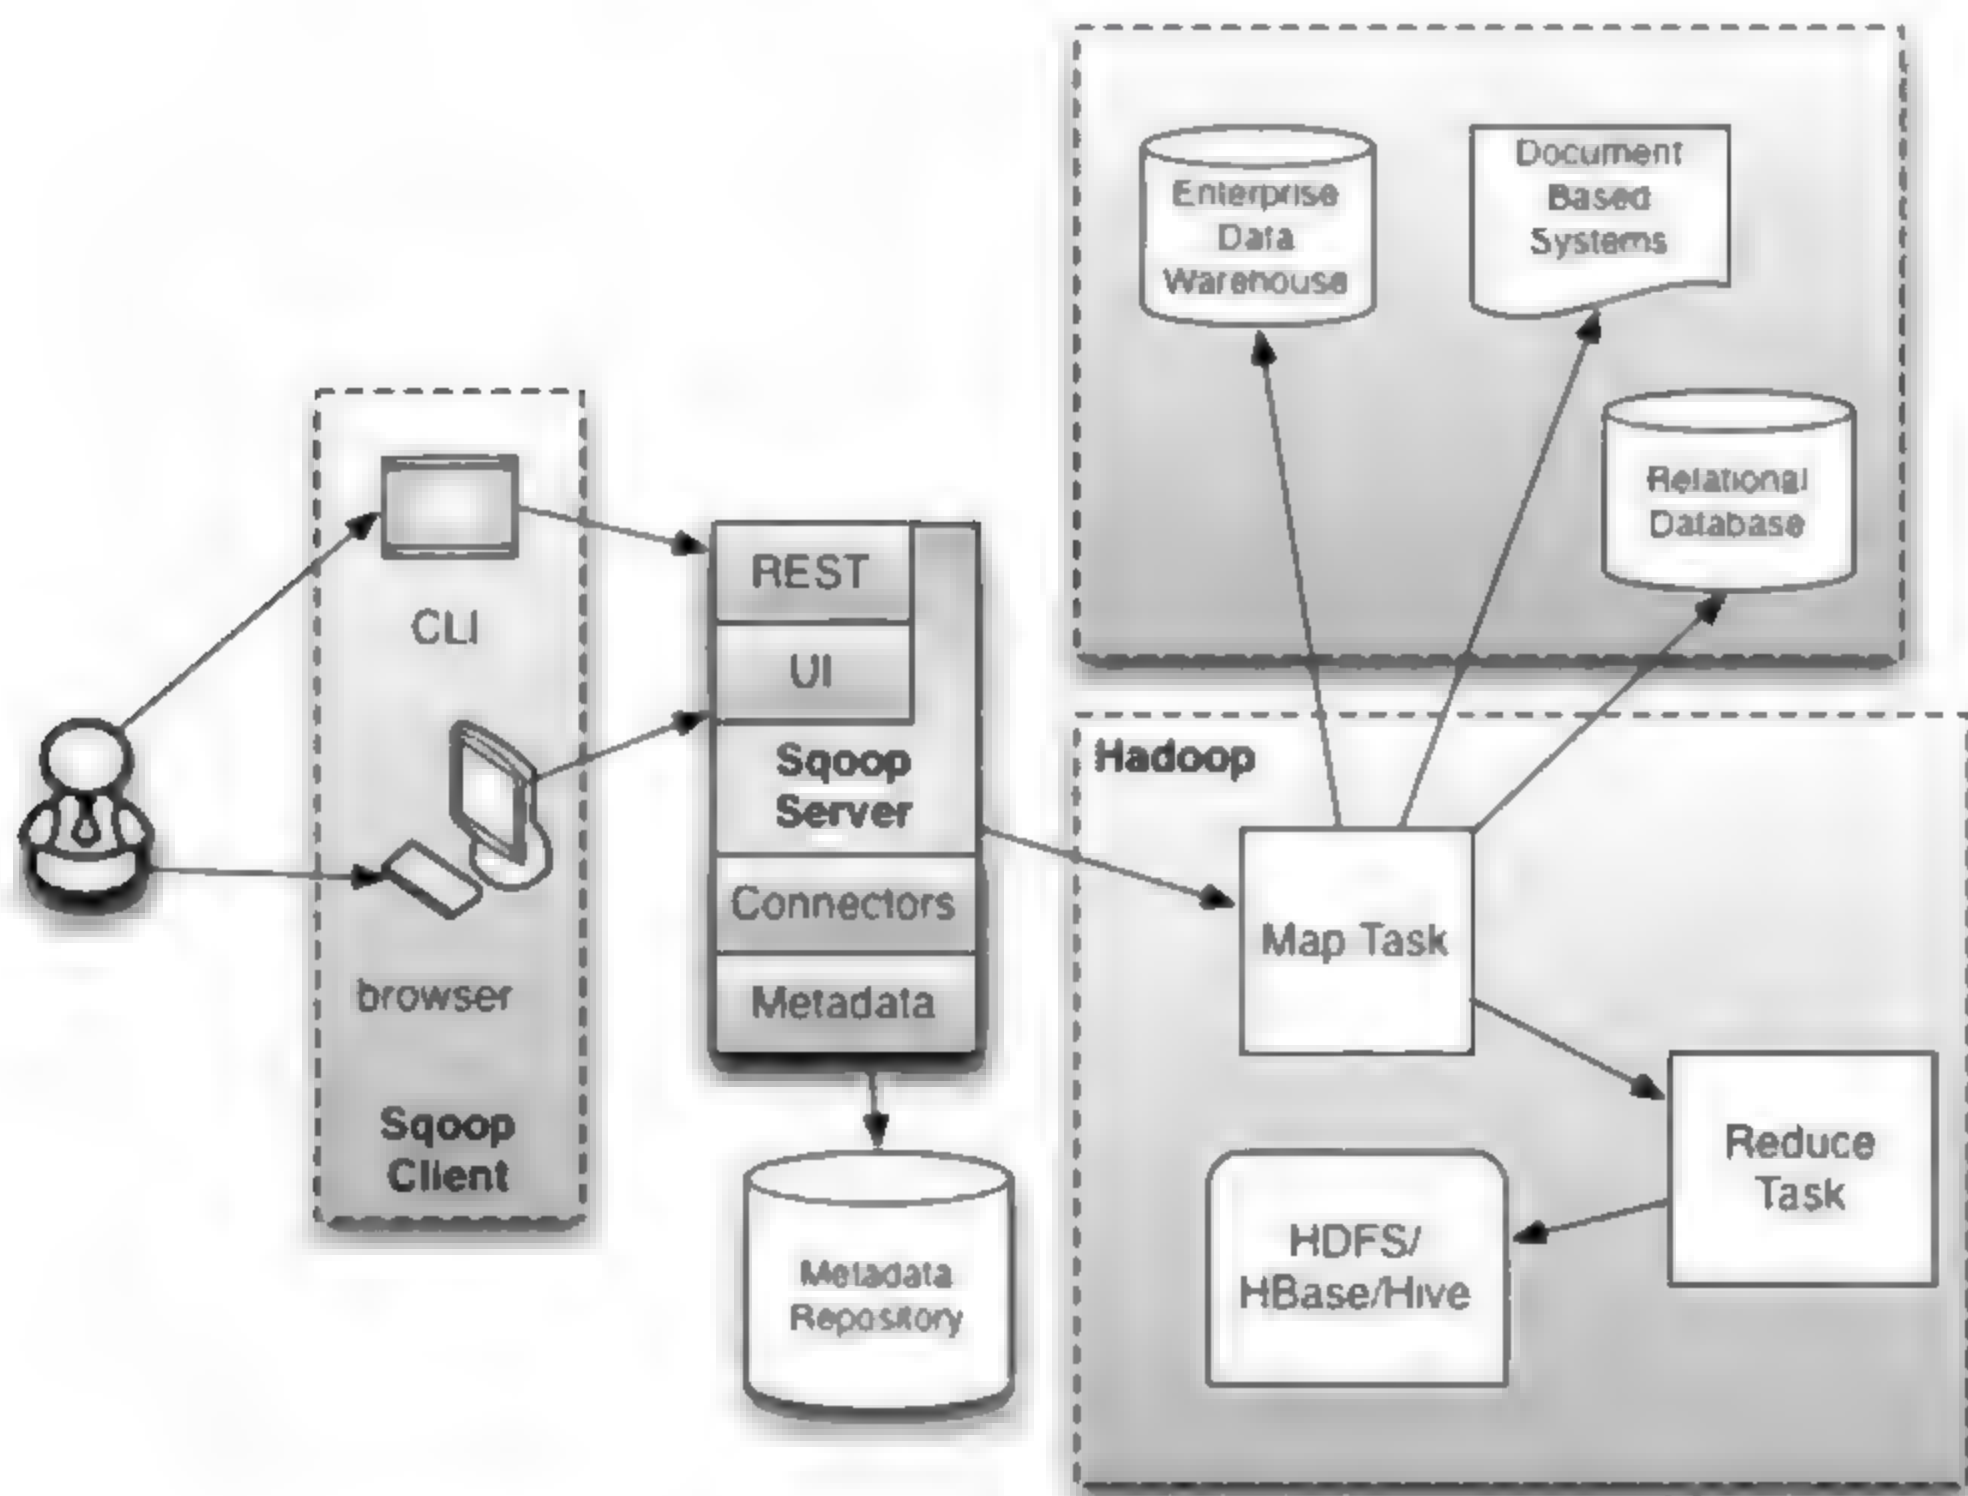 Enterprise
Data
Warehouse
Document
Based
Systems
Relational
Database
CLI
browser
Sqoop
Client
REST
UI
Sqoop
Server
Connectors
Metadata
Metadata
Repository
Hadoop
Map Task
Reduce
Task
HDFS/
HBase/Hive